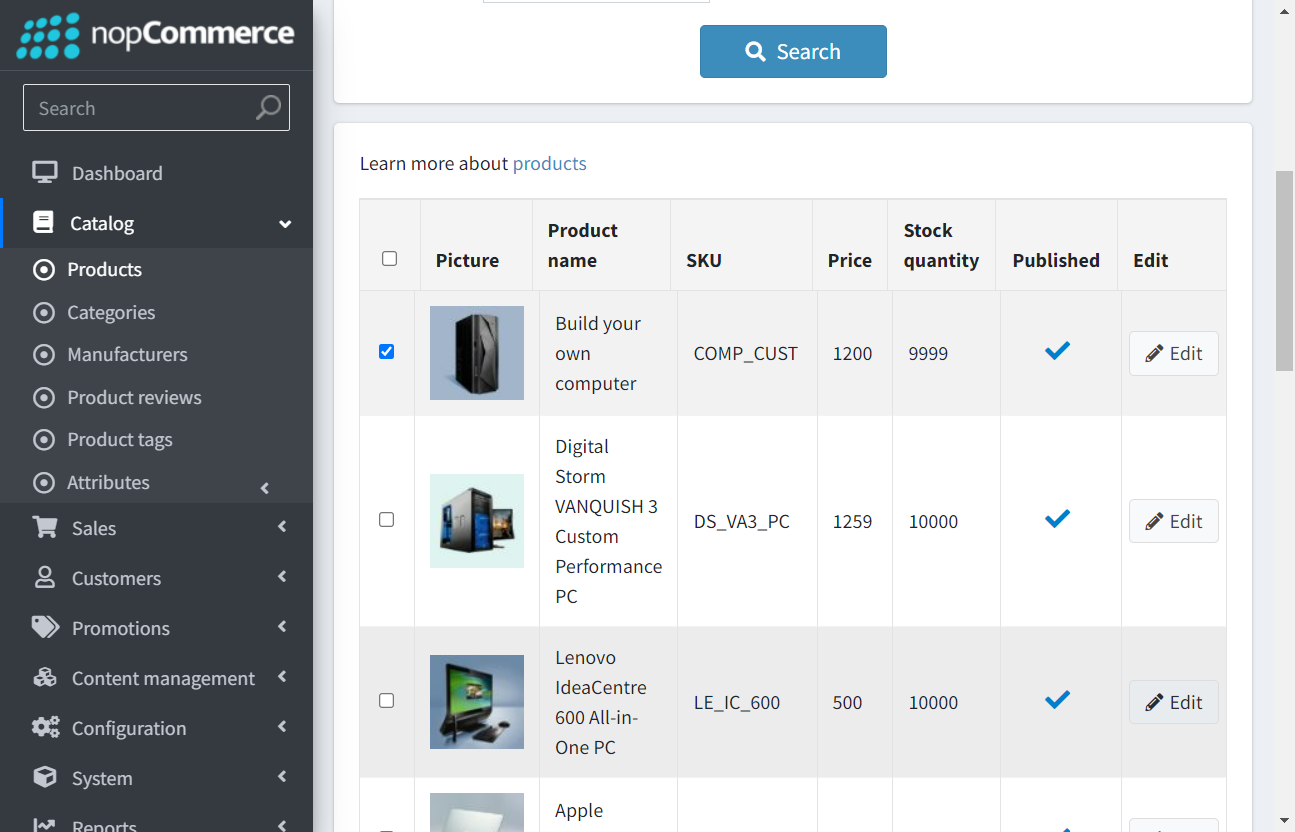 nopCommerce
Search
Dashboard
Catalog
Products
Categories
Manufacturers
Product reviews
Product tags
Attributes
Sales
Customers
Promotions
Content management
Configuration
System
Reports
Search
Learn more about products
Picture
Product name
SKU
Price
Stock quantity
Published
Edit
Build your
own
computer
COMP_CUST
1200
9999
Edit
Digital
Storm
VANQUISH 3
Custom
Performance
PC
DS_VA3_PC
1259
10000
Edit
Lenovo
IdeaCentre
600 All-in-
One PC
LE_IC_600
500
10000
Edit
Apple